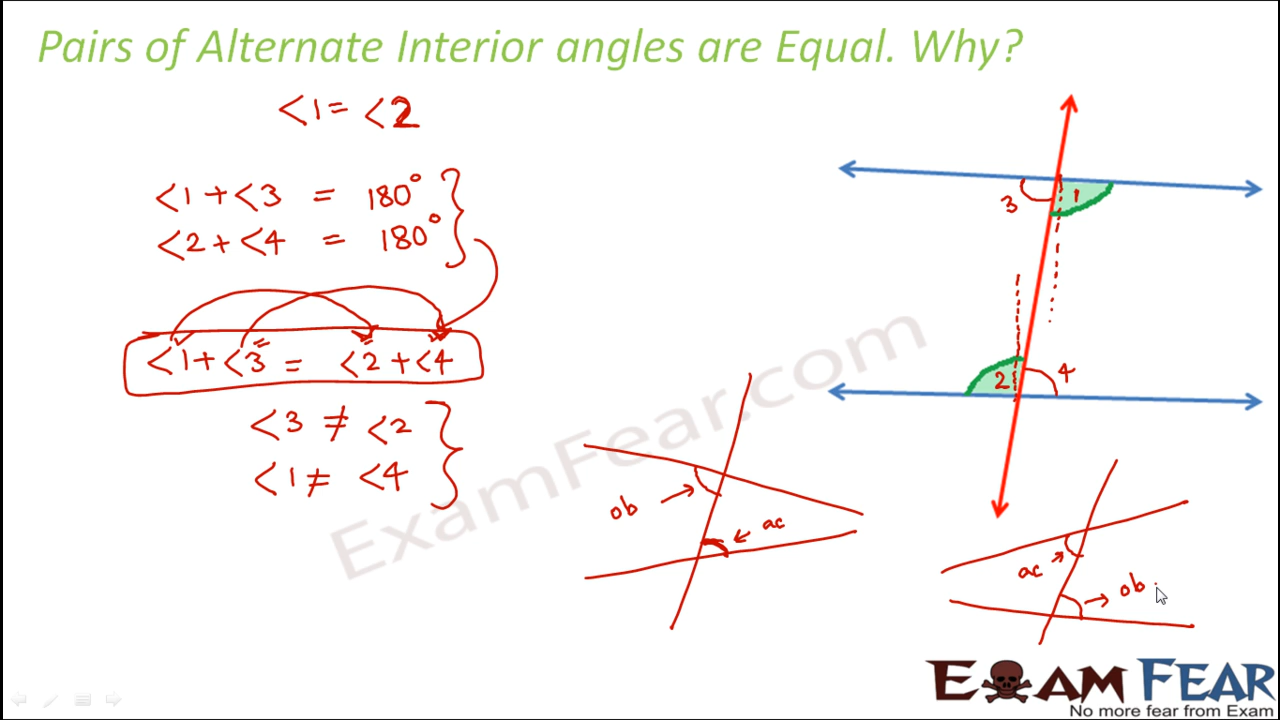 Pairs of Alternate Interior angles are Equal. Why?
<1 = <2
<1 + <3 = 180°
<2 + <4 = 180°
<1 + <3 = <2 + <4
<3 ≠ <2
<1 ≠ <4
3
1
2
4
ob
ac
ac
ob
ExamFear.com
EXAM FEAR
No more fear from Exam